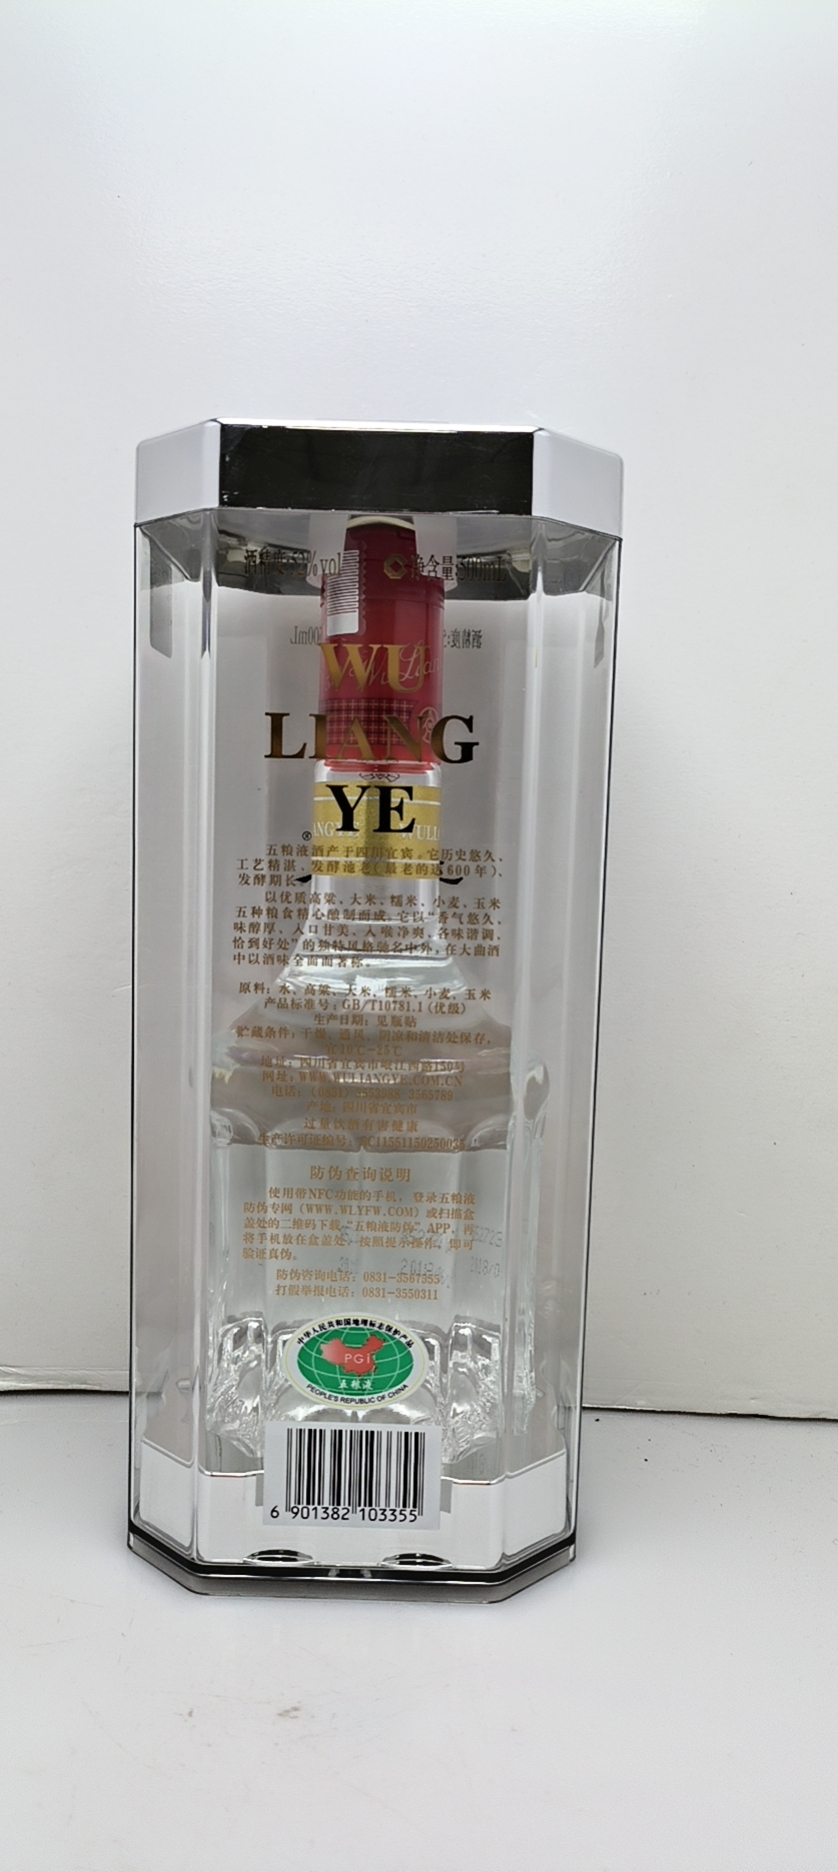 酒精度:52%vol 净含量:500mL
WU
LIANG
YE
®
五粮液酒产于四川宜宾。它历史悠久、
工艺精湛、发酵池老(最老的达600年)、
发酵期长。
以优质高粱、大米、糯米、小麦、玉米
五种粮食精心酿制而成。它以“香气悠久、
味醇厚、入口甘美、入喉净爽、各味谐调、
恰到好处”的独特风格驰名中外，在大曲酒
中以酒味全面而著称。
原料：水、高粱、大米、糯米、小麦、玉米
产品标准号：GB/T10781.1(优级)
生产日期：见瓶贴
贮藏条件：干燥、通风、阴凉和清洁处保存，
宜10℃-25℃
地址：四川省宜宾市岷江西路150号
网址：WWW.WULIANGYE.COM.CN
电话：(0831) 3553988 3565789
产地：四川省宜宾市
过量饮酒有害健康
生产许可证编号：
防伪查询说明
使用带NFC功能的手机，登录五粮液
防伪专网（WWW.WLYFW.COM）或扫描盒
盖处的二维码下载“五粮液防伪”APP，再
将手机放在盒盖处，按照提示操作，即可
验证真伪。
防伪咨询电话：0831-3567355
打假举报电话：0831-3550311
中华人民共和国地理标志保护产品
PGI
五粮液
PEOPLE'S REPUBLIC OF CHINA
6 901382 103355